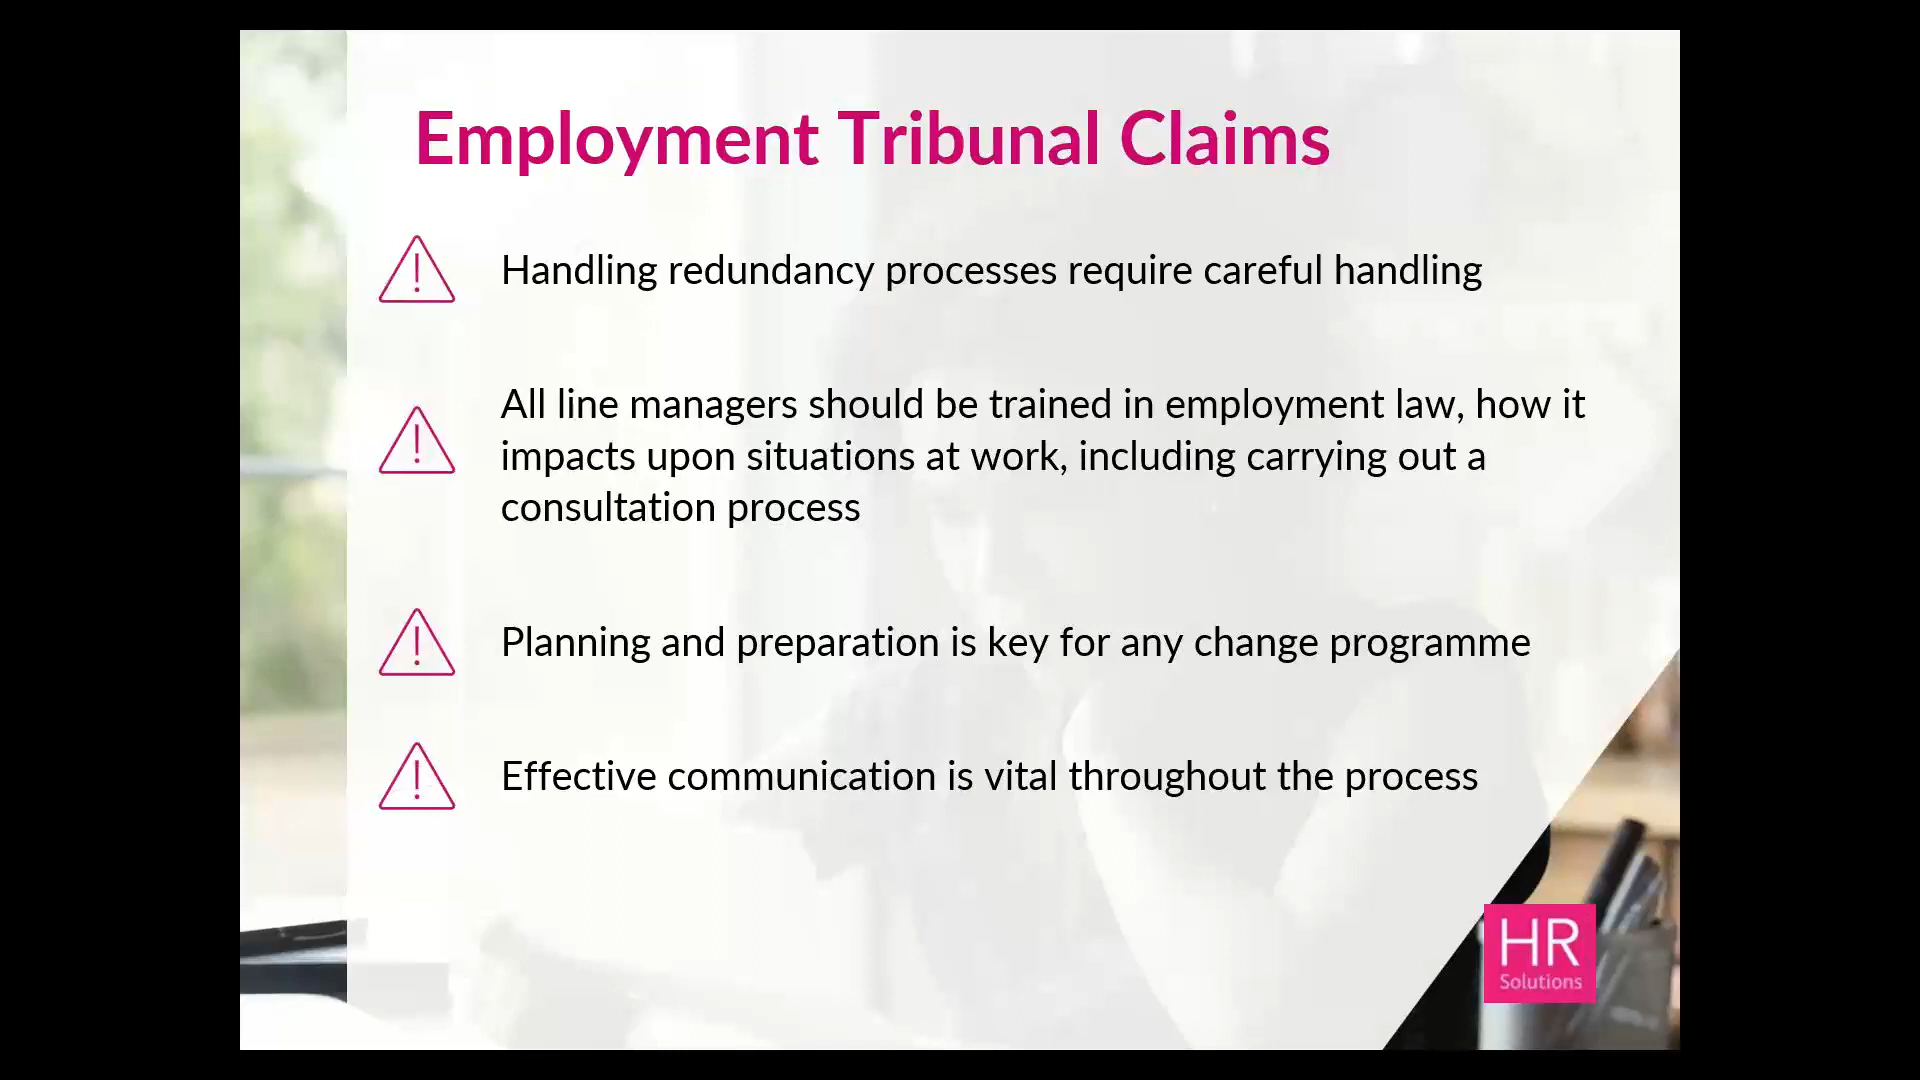 Employment Tribunal Claims
Handling redundancy processes require careful handling
All line managers should be trained in employment law, how it
impacts upon situations at work, including carrying out a
consultation process
Planning and preparation is key for any change programme
Effective communication is vital throughout the process
HR
Solutions